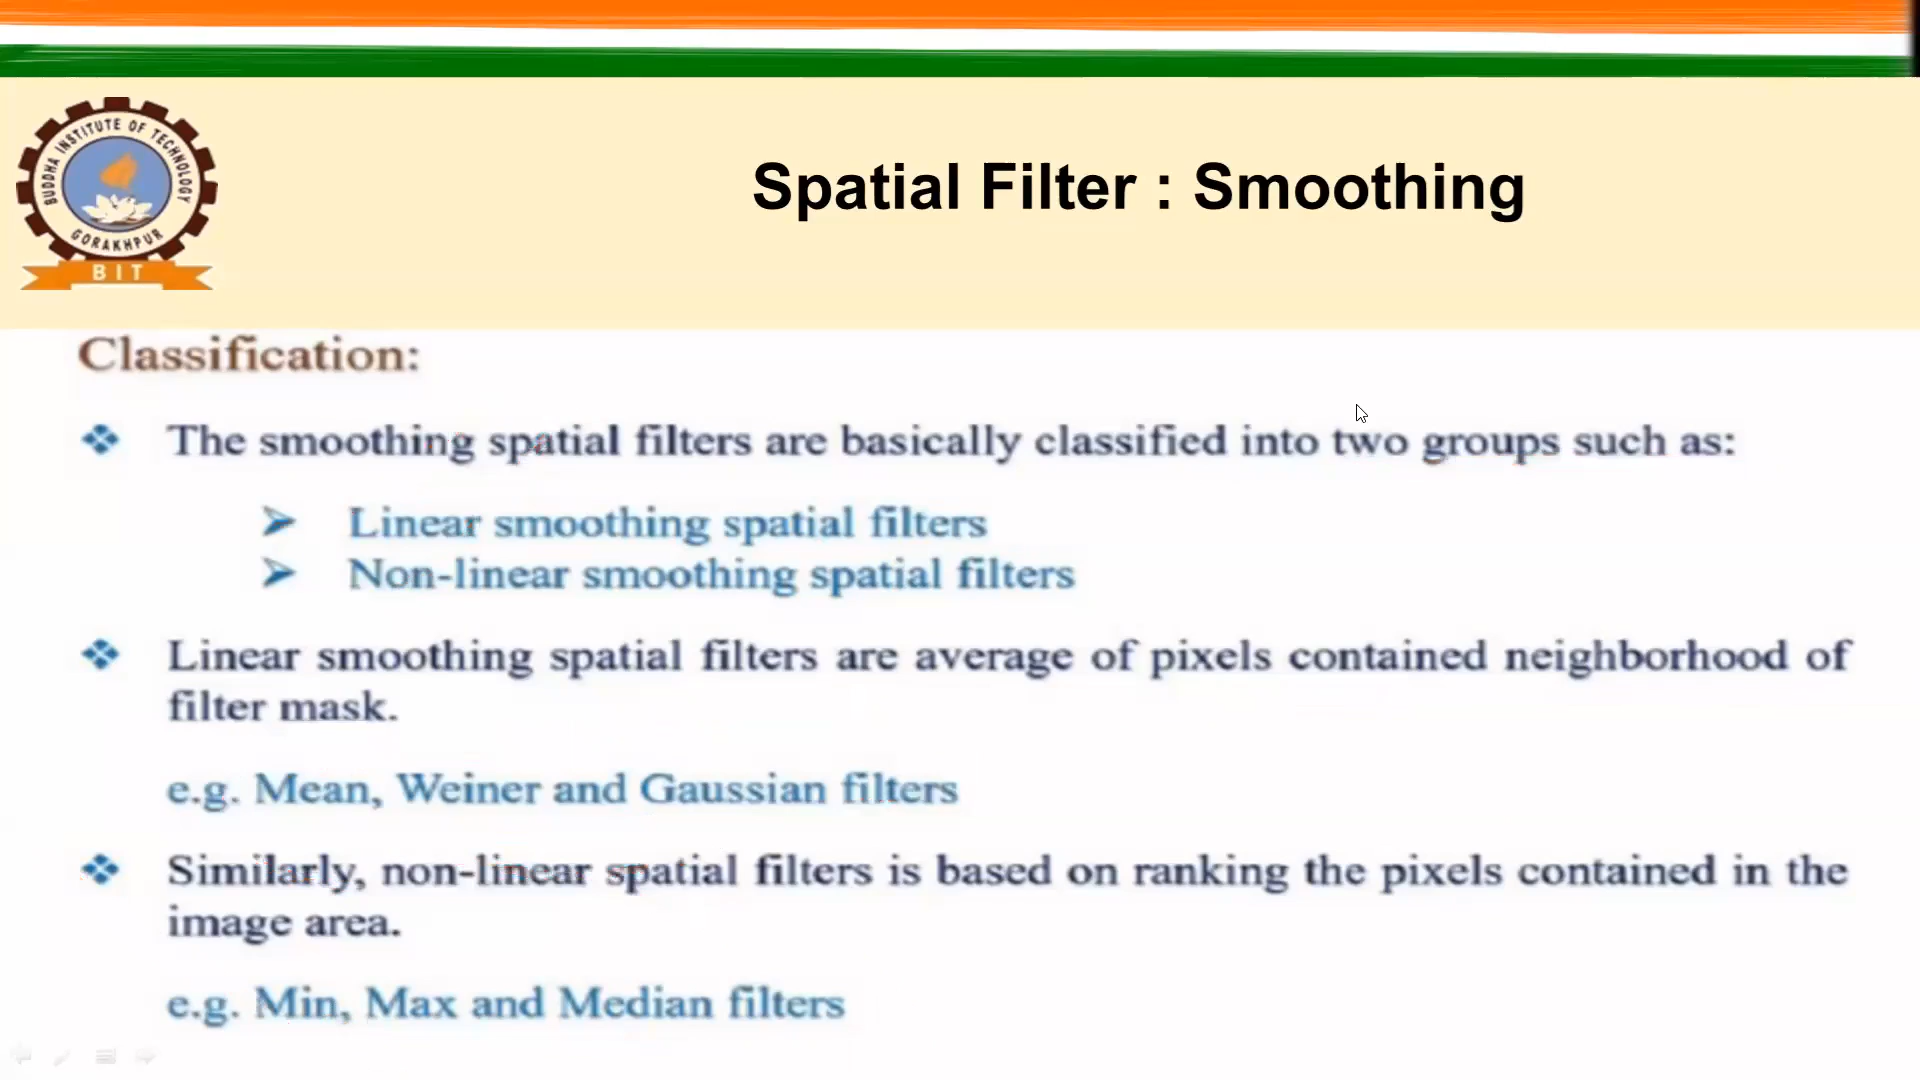 BUDDHA INSTITUTE OF TECHNOLOGY
GORAKHPUR
BIT
Spatial Filter : Smoothing
Classification:
The smoothing spatial filters are basically classified into two groups such as:
Linear smoothing spatial filters
Non-linear smoothing spatial filters
Linear smoothing spatial filters are average of pixels contained neighborhood of
filter mask.
e.g. Mean, Weiner and Gaussian filters
Similarly, non-linear spatial filters is based on ranking the pixels contained in the
image area.
e.g. Min, Max and Median filters